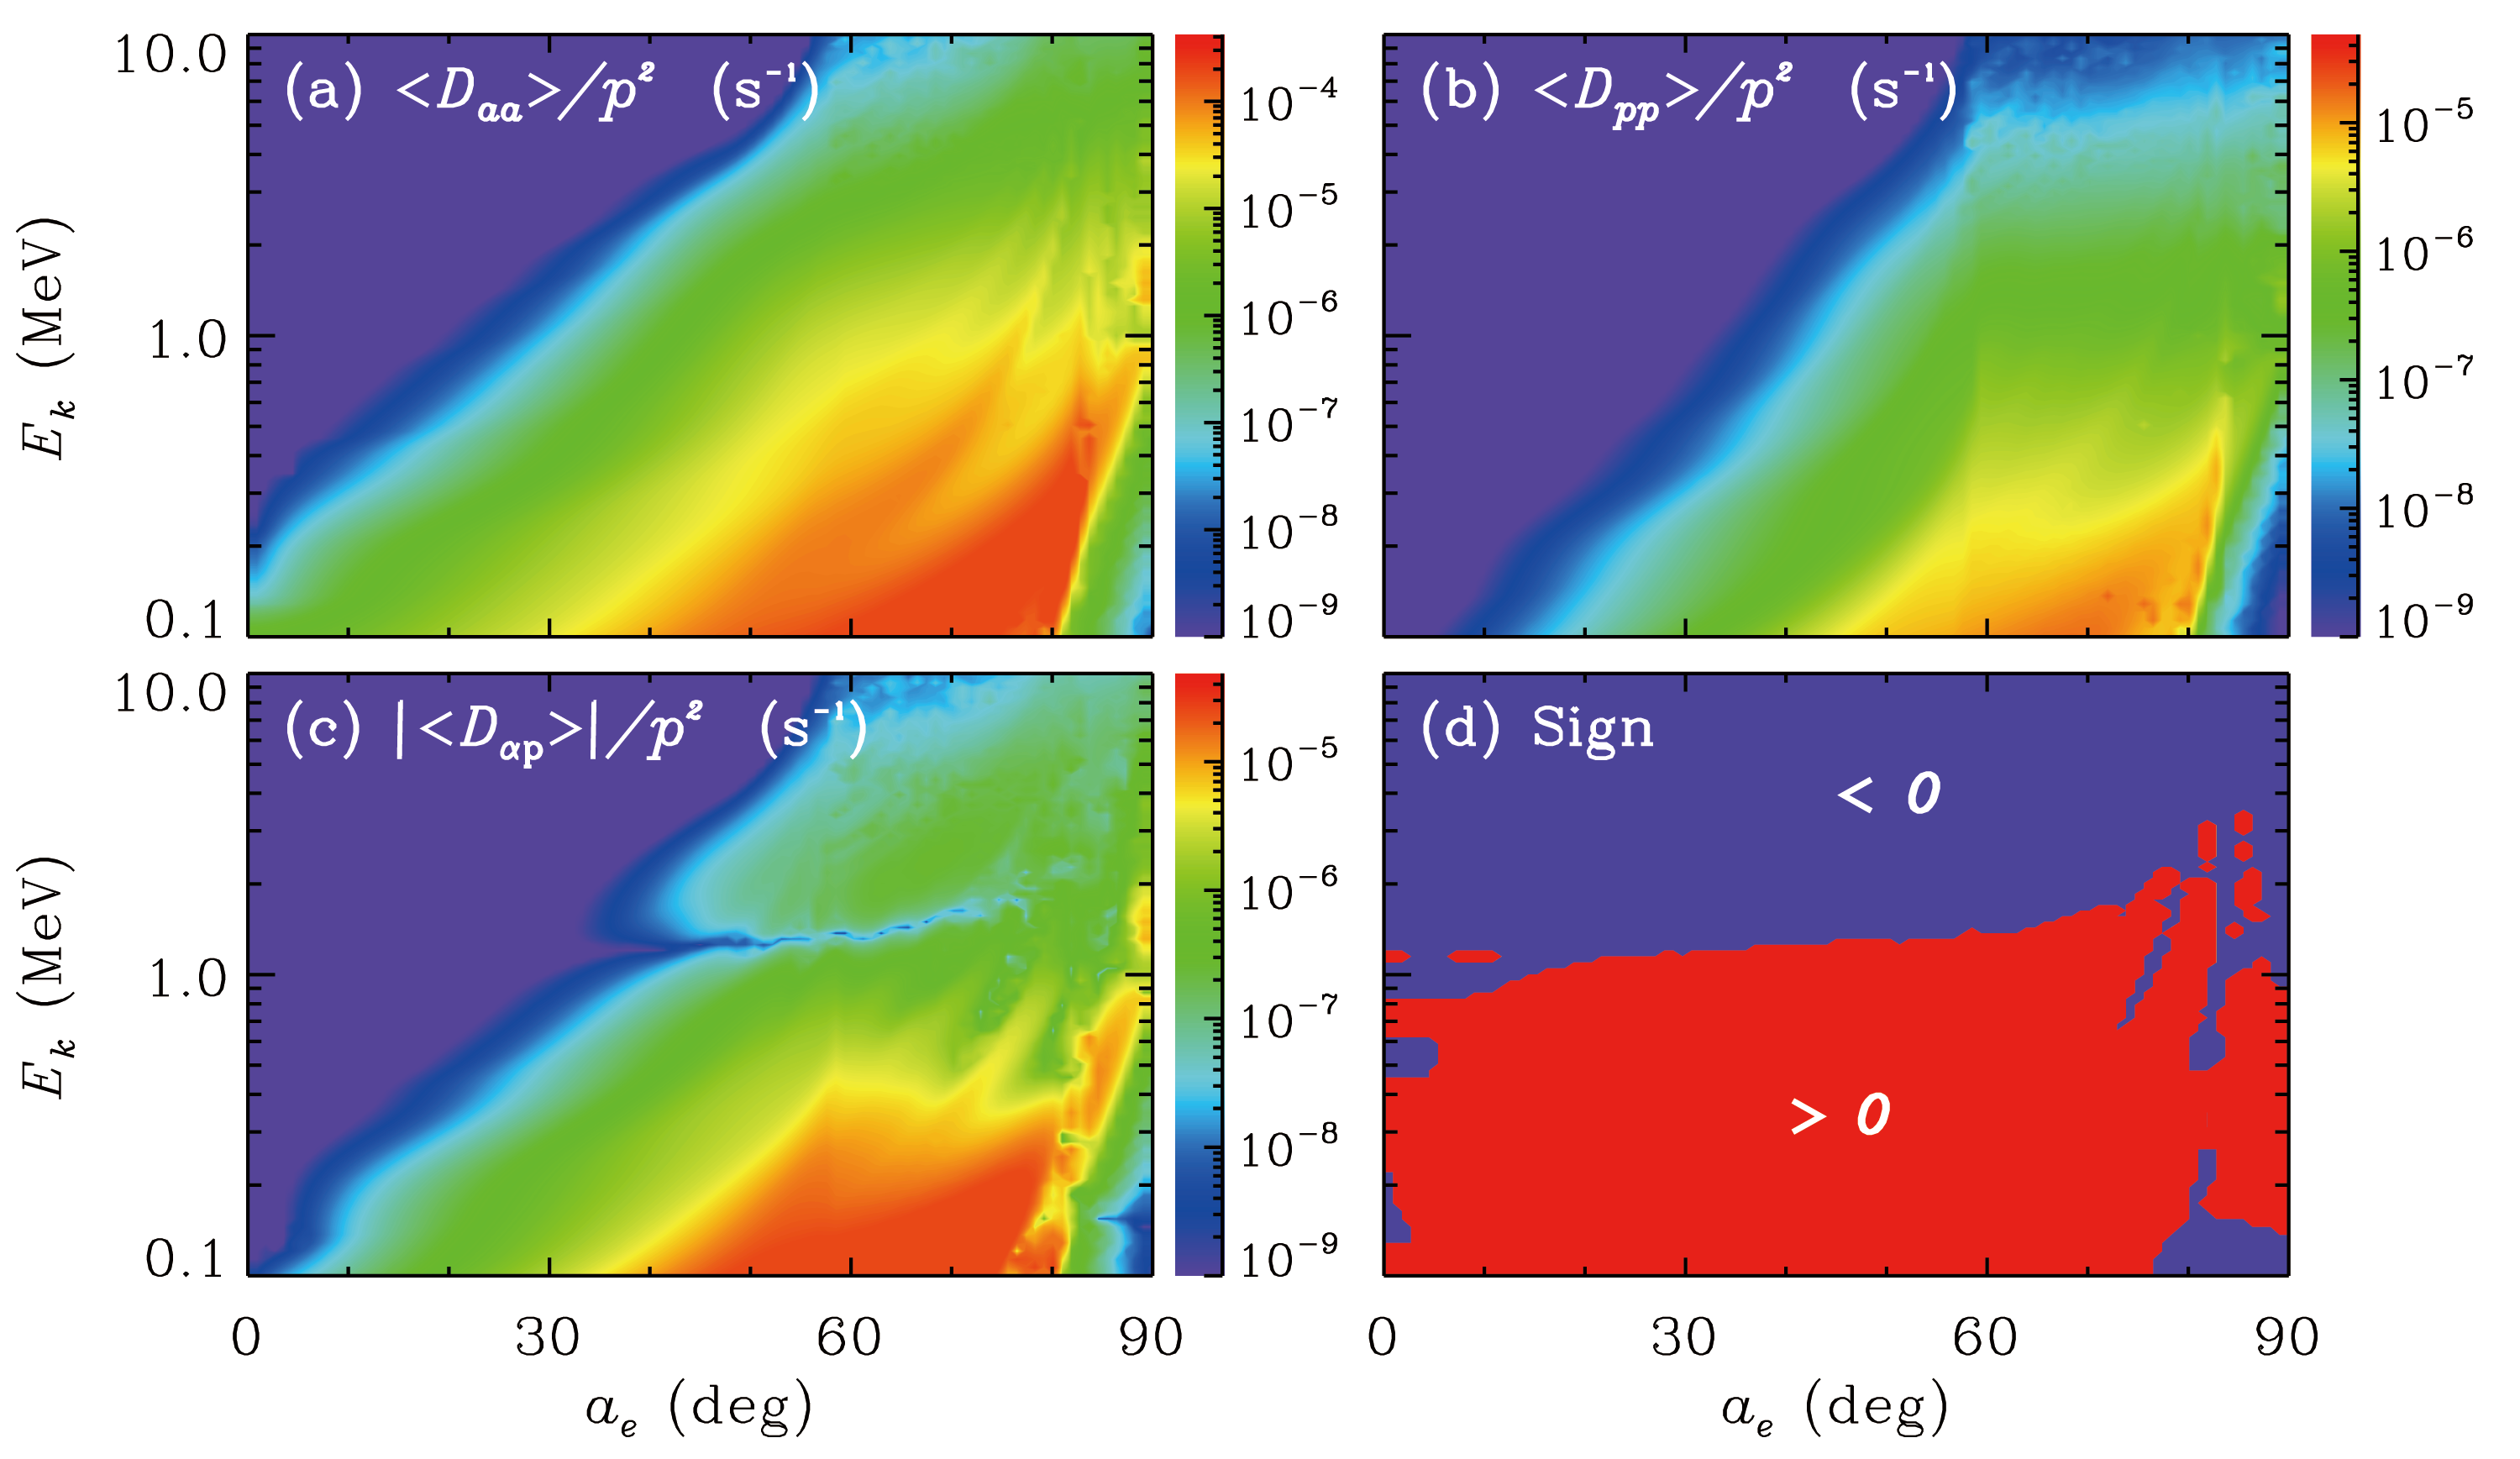 (a) <D_aa>/p² (s⁻¹)
10.0
1.0
0.1
E_k (MeV)
10⁻⁴
10⁻⁵
10⁻⁶
10⁻⁷
10⁻⁸
10⁻⁹
(b) <D_pp>/p² (s⁻¹)
10⁻⁵
10⁻⁶
10⁻⁷
10⁻⁸
10⁻⁹
(c) |<D_αp>|/p² (s⁻¹)
10.0
1.0
0.1
E_k (MeV)
0 30 60 90
a_e (deg)
10⁻⁵
10⁻⁶
10⁻⁷
10⁻⁸
10⁻⁹
(d) Sign
< 0
> 0
0 30 60 90
a_e (deg)